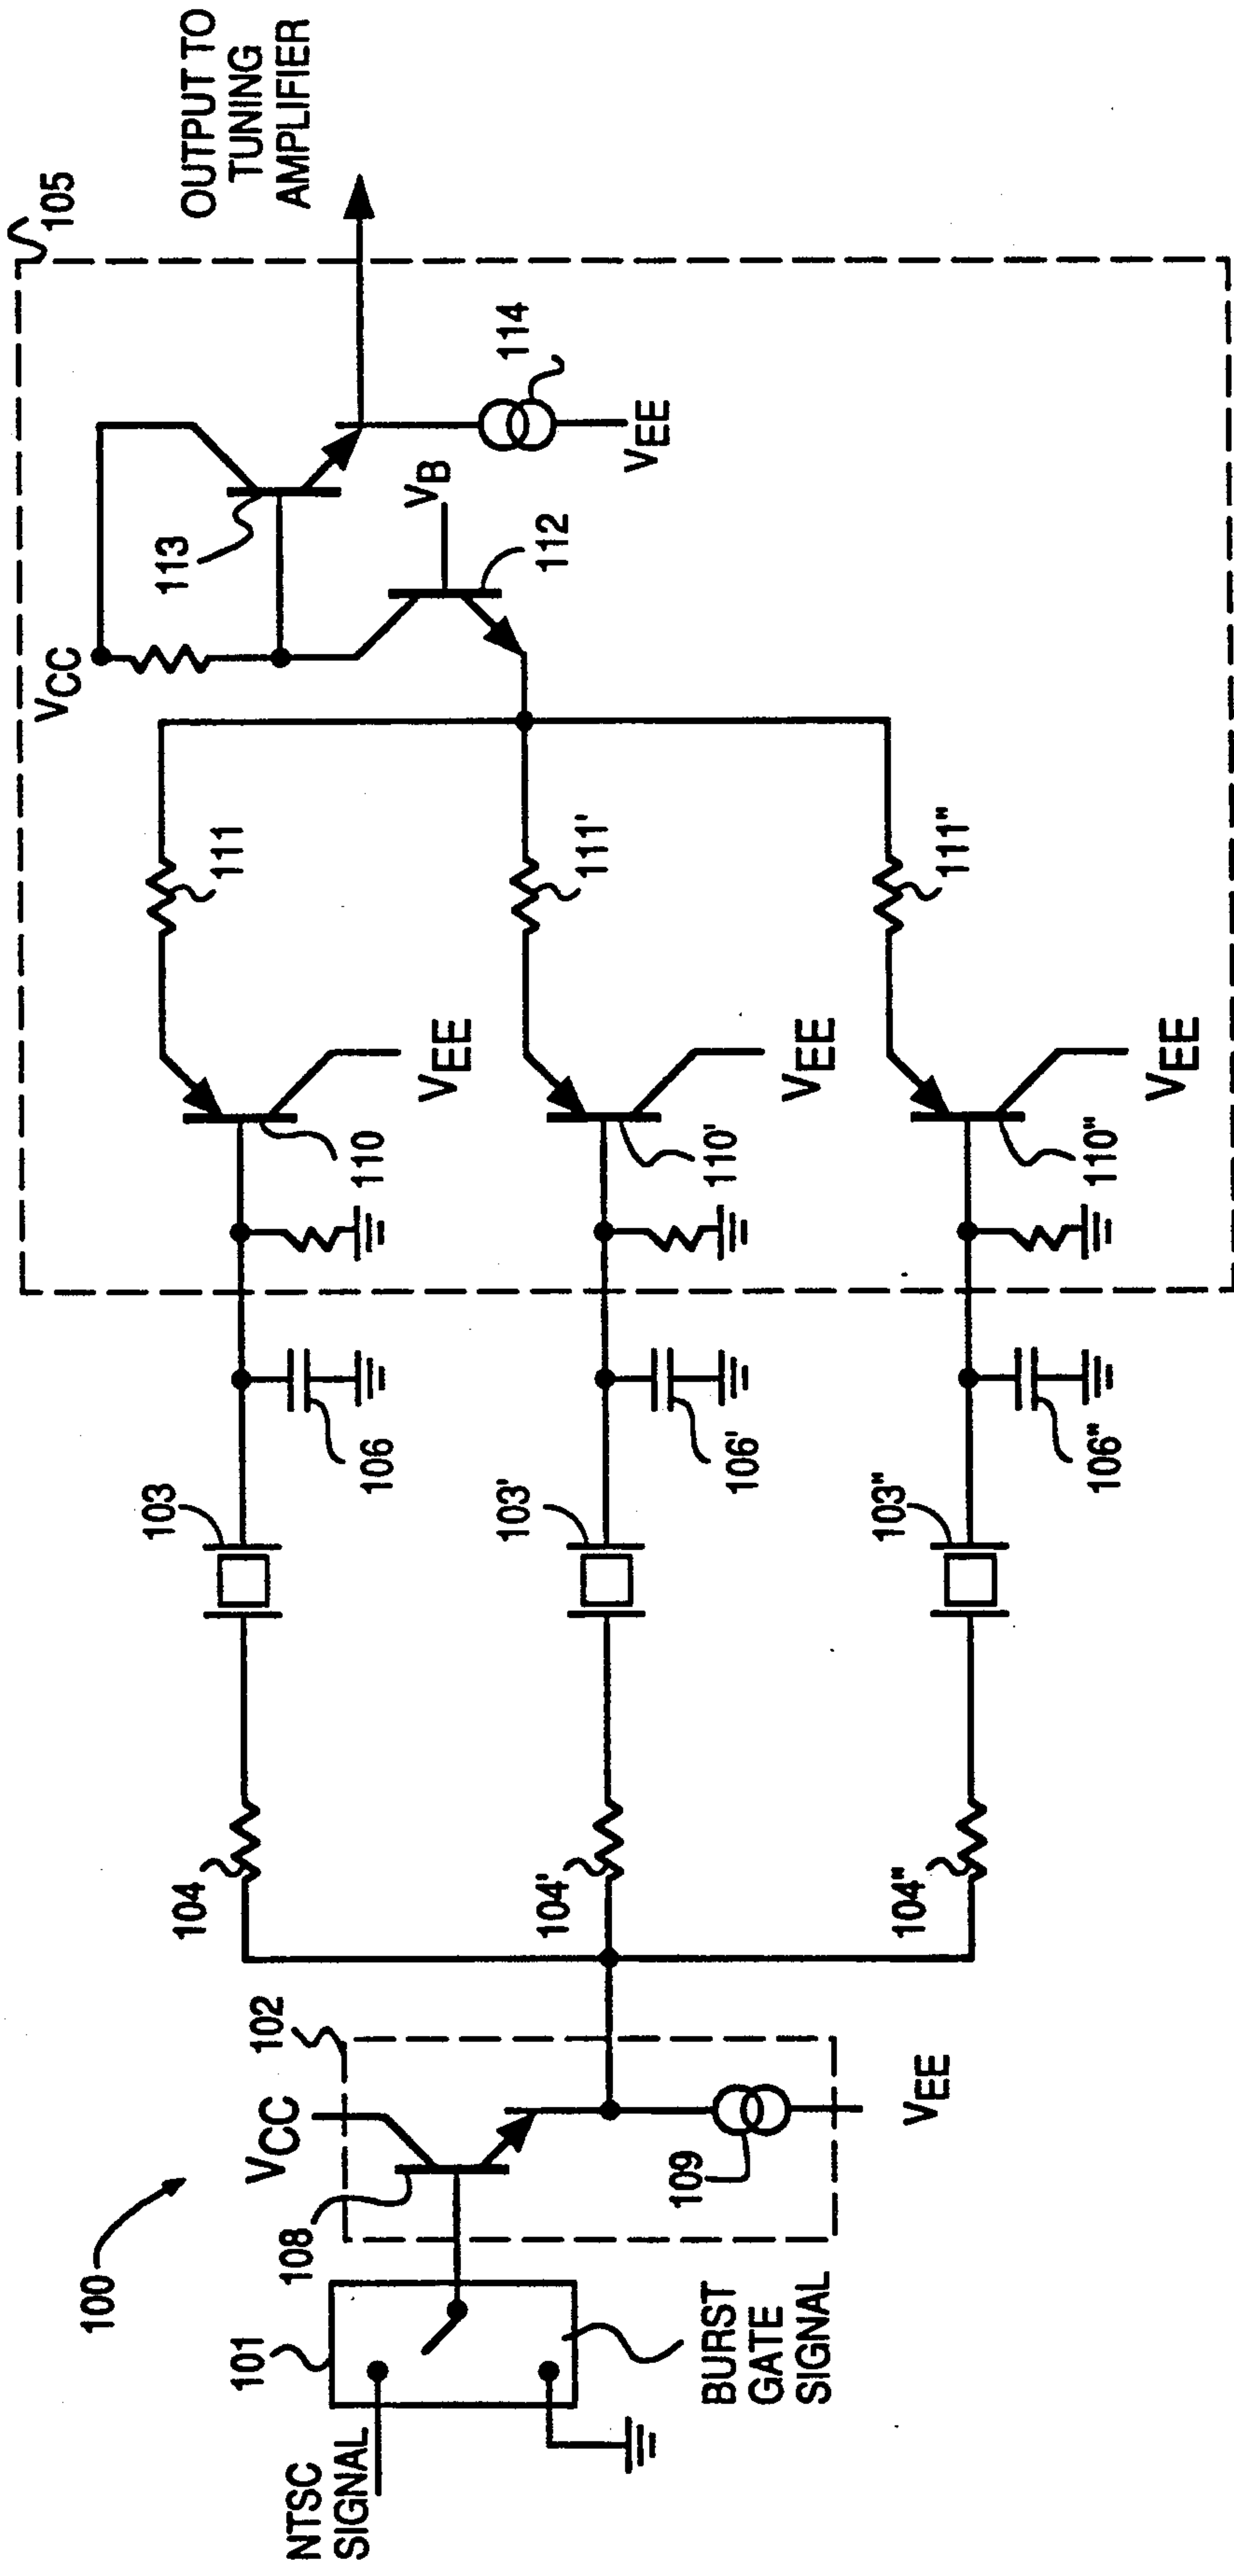 100
NTSC
SIGNAL
101
BURST
GATE
SIGNAL
108
VCC
102
109
VEE
104
104'
104"
103
103'
103"
106
106'
106"
110
VEE
110'
VEE
110"
VEE
111
111'
111"
VCC
113
VB
112
114
VEE
105
OUTPUT TO
TUNING
AMPLIFIER